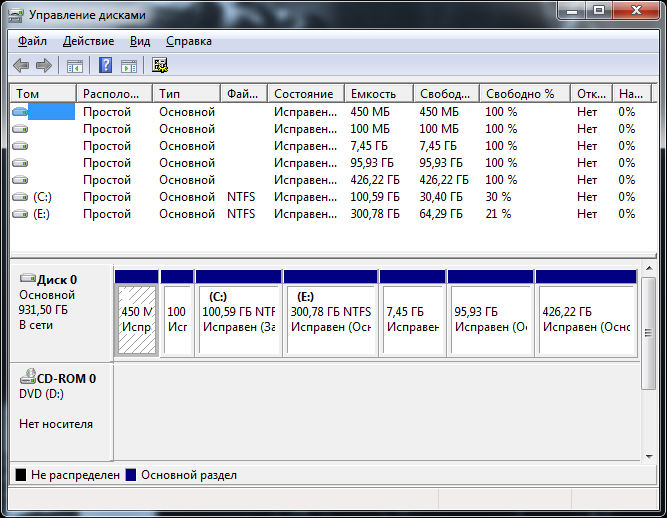 Управление дисками
Файл Действие Вид Справка
Том Располо... Тип Фай... Состояние Емкость Свобод... Свободно % Отк... На...
Простой Основной Исправен... 450 МБ 450 МБ 100 % Нет 0%
Простой Основной Исправен... 100 МБ 100 МБ 100 % Нет 0%
Простой Основной Исправен... 7,45 ГБ 7,45 ГБ 100 % Нет 0%
Простой Основной Исправен... 95,93 ГБ 95,93 ГБ 100 % Нет 0%
Простой Основной Исправен... 426,22 ГБ 426,22 ГБ 100 % Нет 0%
(C:) Простой Основной NTFS Исправен... 100,59 ГБ 30,40 ГБ 30 % Нет 0%
(E:) Простой Основной NTFS Исправен... 300,78 ГБ 64,29 ГБ 21 % Нет 0%
Диск 0
Основной
931,50 ГБ
В сети
450 М
Испр
100
Исп
(C:)
100,59 ГБ NTF
Исправен (За
(E:)
300,78 ГБ NTFS
Исправен (Осн
7,45 ГБ
Исправен
95,93 ГБ
Исправен (Ос
426,22 ГБ
Исправен (Осно
CD-ROM 0
DVD (D:)
Нет носителя
Не распределен Основной раздел